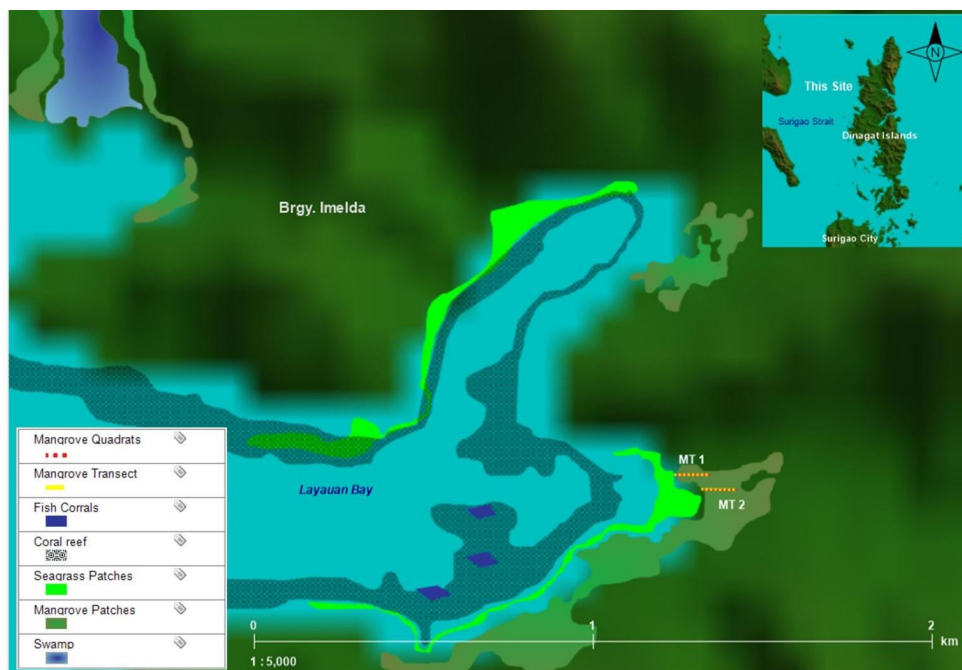 N
This Site
Surigao Strait
Dinagat Islands
Surigao City
Brgy. Imelda
Mangrove Quadrats
Mangrove Transect
Fish Corrals
Coral reef
Seagrass Patches
Mangrove Patches
Swamp
Layauan Bay
MT 1
MT 2
0 1 2
km
1 : 5,000